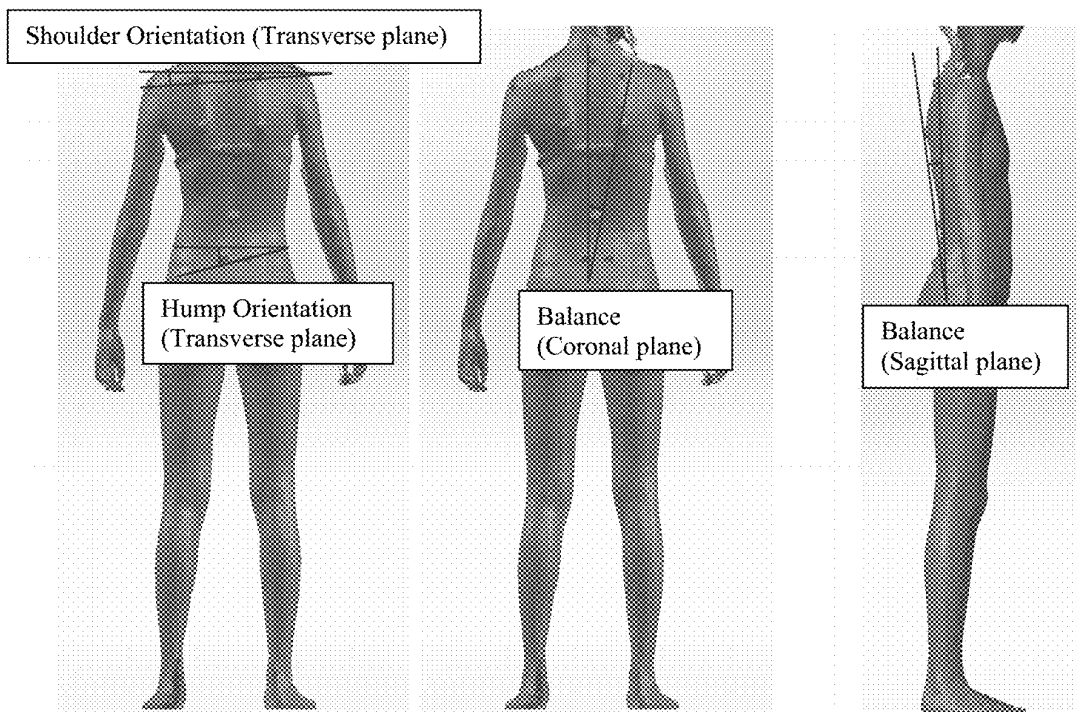 Shoulder Orientation (Transverse plane)
Hump Orientation
(Transverse plane)
Balance
(Coronal plane)
Balance
(Sagittal plane)